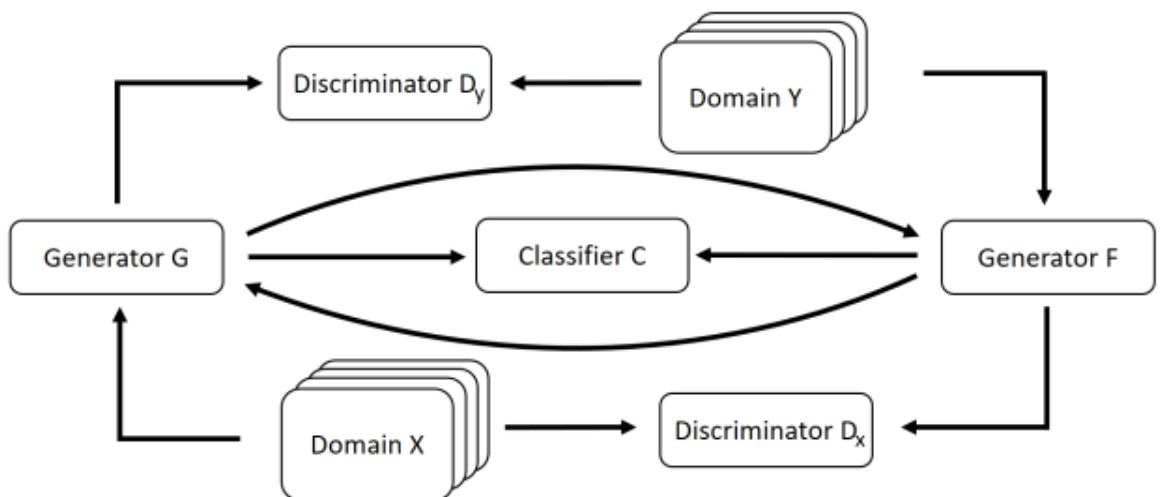 Discriminator Dy
Domain Y
Generator G
Classifier C
Generator F
Domain X
Discriminator Dx